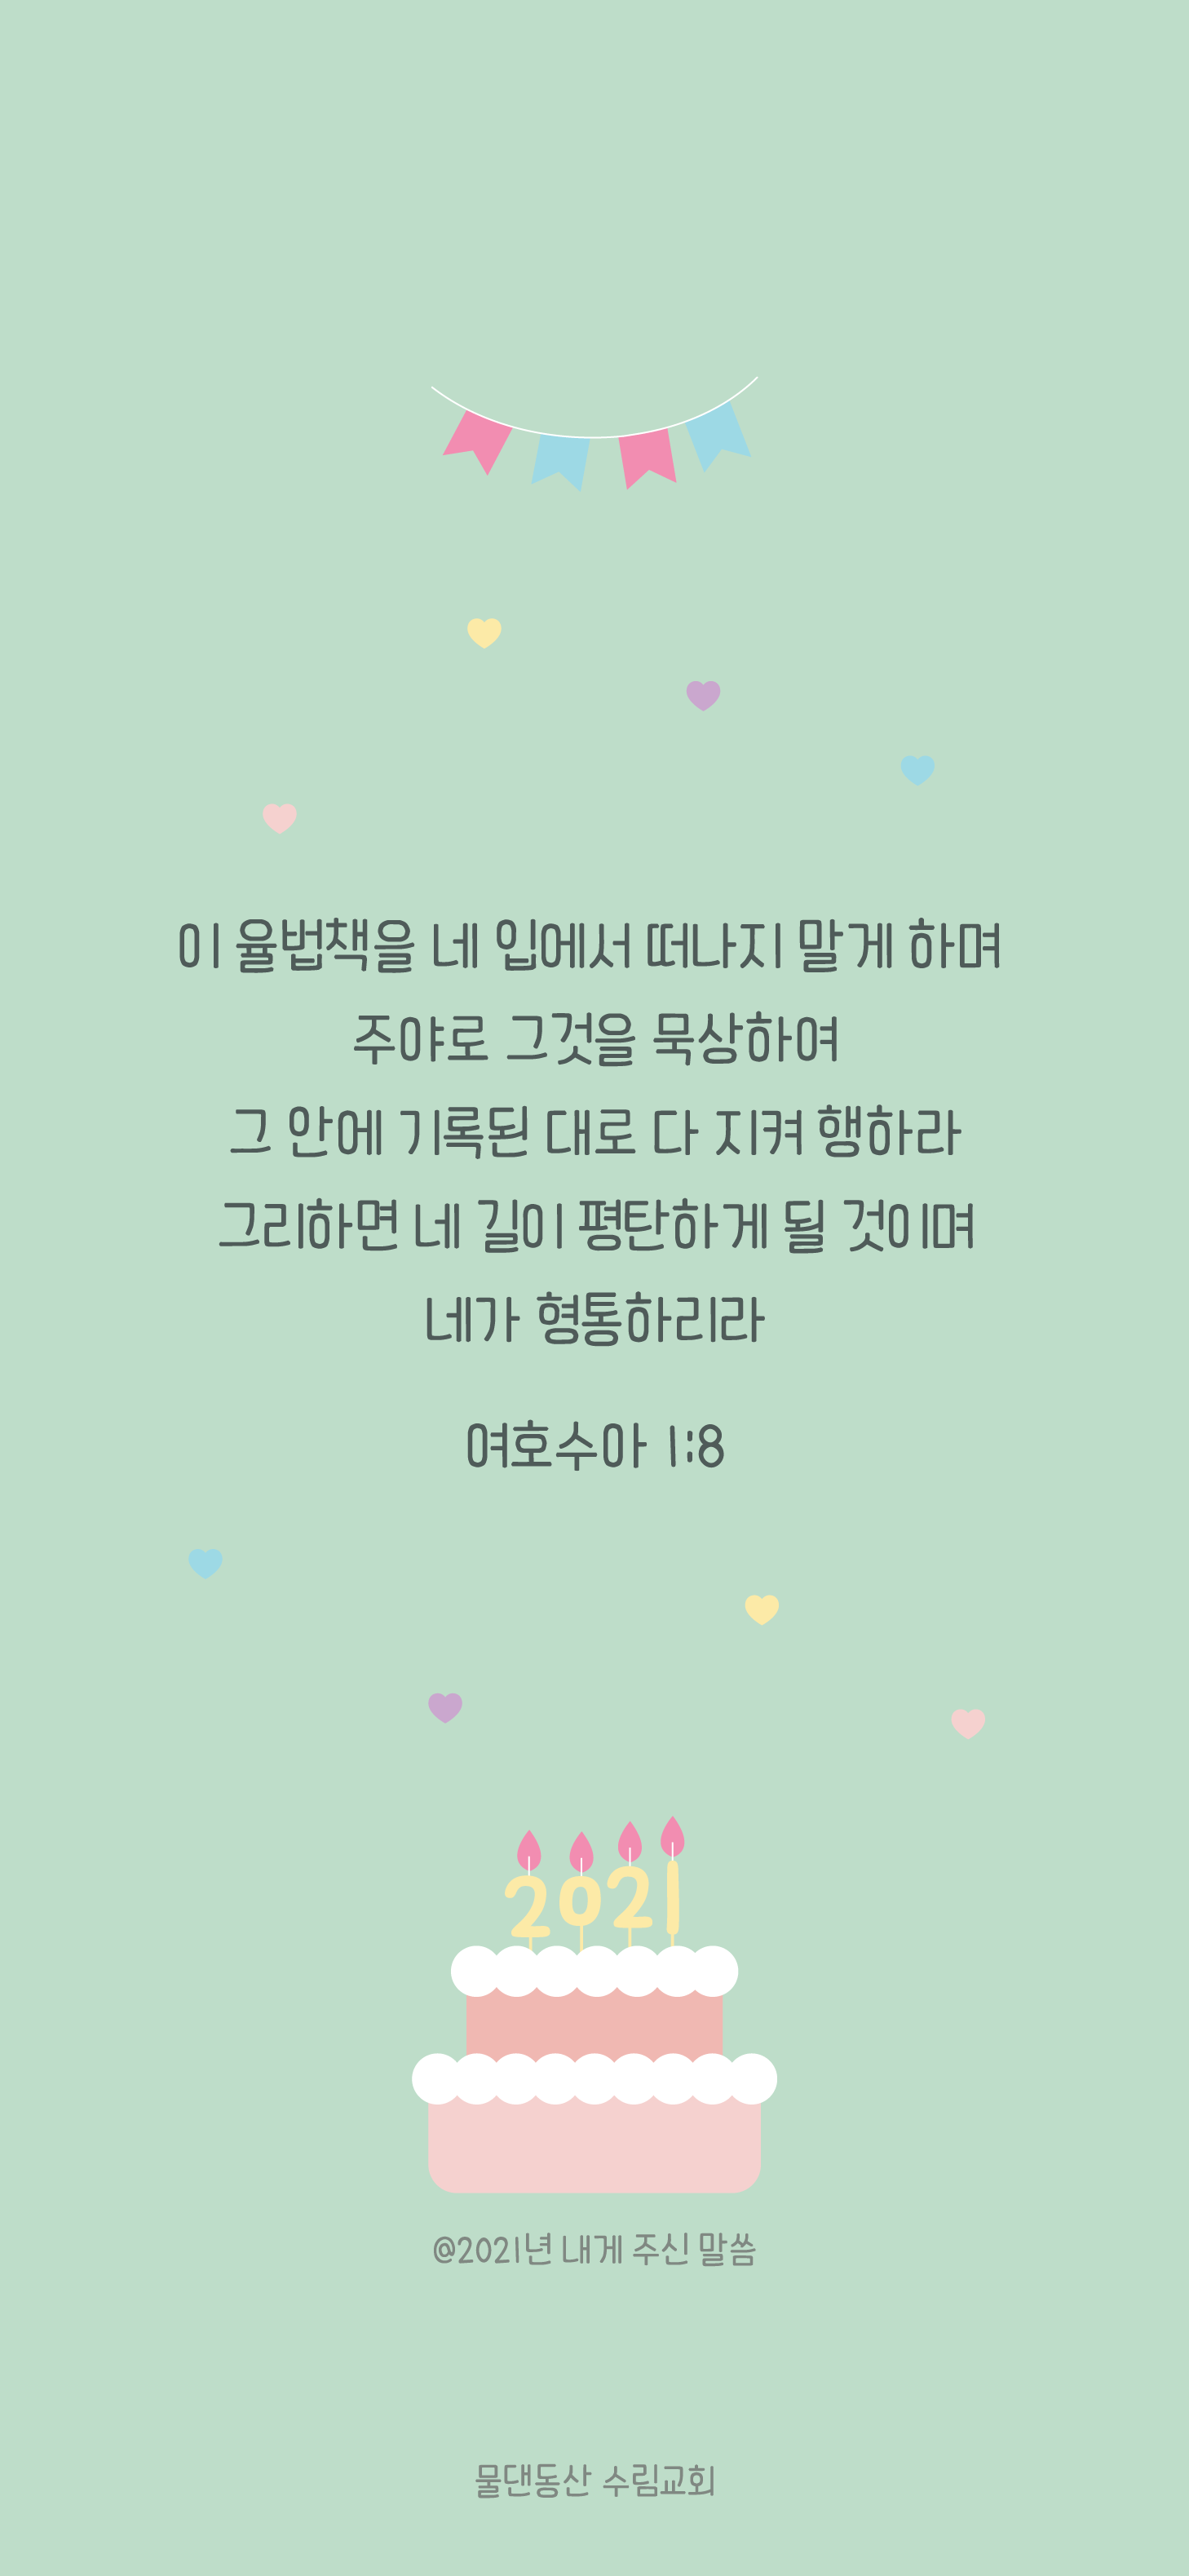 이 율법책을 네 입에서 떠나지 말게 하며
주야로 그것을 묵상하여
그 안에 기록된 대로 다 지켜 행하라
그리하면 네 길이 평탄하게 될 것이며
네가 형통하리라
여호수아 1:8
2021
@2021년 내게 주신 말씀
물댄동산 수림교회